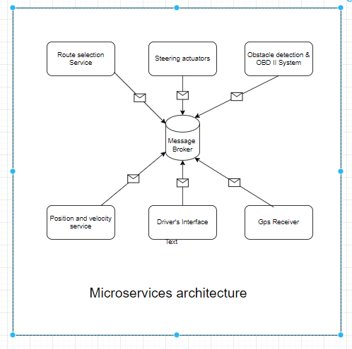 Route selection
Service
Steering actuators
Obstacle detection &
OBD II System
Message
Broker
Position and velocity
service
Driver's Interface
Gps Receiver
Text
Microservices architecture